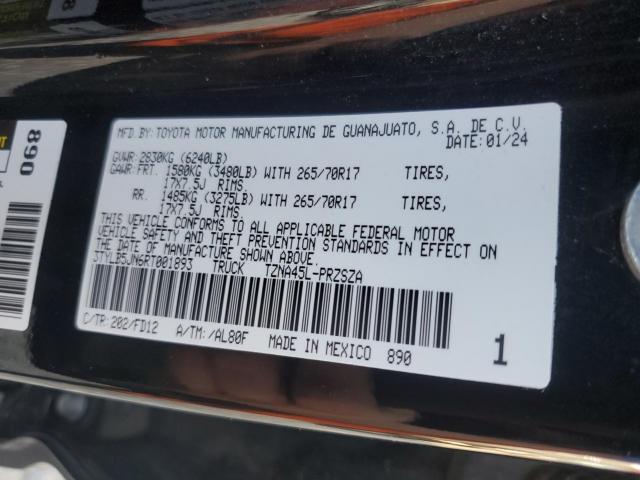 MFD.BY:TOYOTA MOTOR MANUFACTURING DE GUANAJUATO, S.A. DE C.V.
DATE:01/24
GVWR:2830KG (6240LB)
GAWR:FRT. 1580KG (3480LB) WITH 265/70R17 TIRES,
17X7.5J RIMS.
RR. 1485KG (3275LB) WITH 265/70R17 TIRES,
17X7.5J RIMS.
THIS VEHICLE CONFORMS TO ALL APPLICABLE FEDERAL MOTOR
VEHICLE SAFETY AND THEFT PREVENTION STANDARDS IN EFFECT ON
THE DATE OF MANUFACTURE SHOWN ABOVE.
3TYLD5JN6RT001893 TRUCK TZNA45L-PRZSZA
C/TR:202/FD12 A/TM:/AL80F MADE IN MEXICO 890
1
890